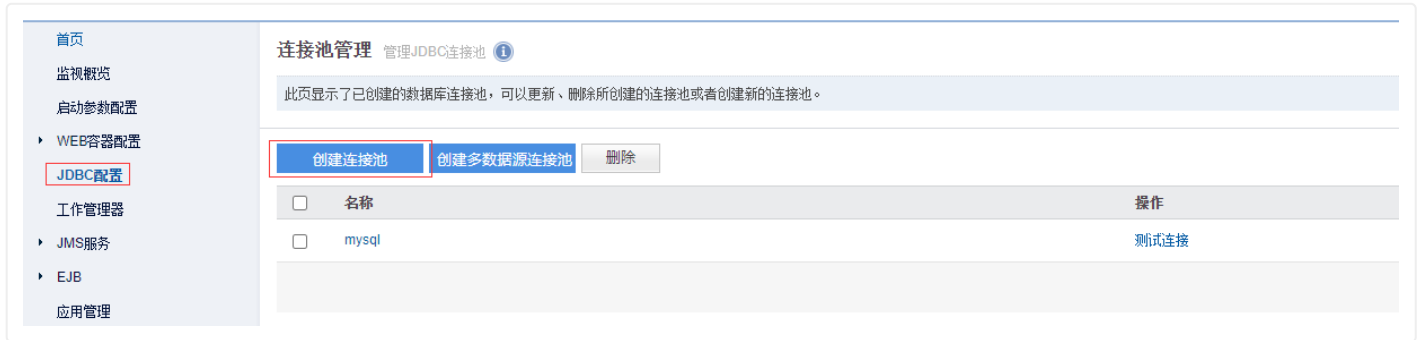 首页
监视概览
启动参数配置
WEB容器配置
JDBC配置
工作管理器
JMS服务
EJB
应用管理
连接池管理 管理JDBC连接池
此页显示了已创建的数据库连接池，可以更新、删除所创建的连接池或者创建新的连接池。
创建连接池 创建多数据源连接池 删除
名称 操作
mysql 测试连接